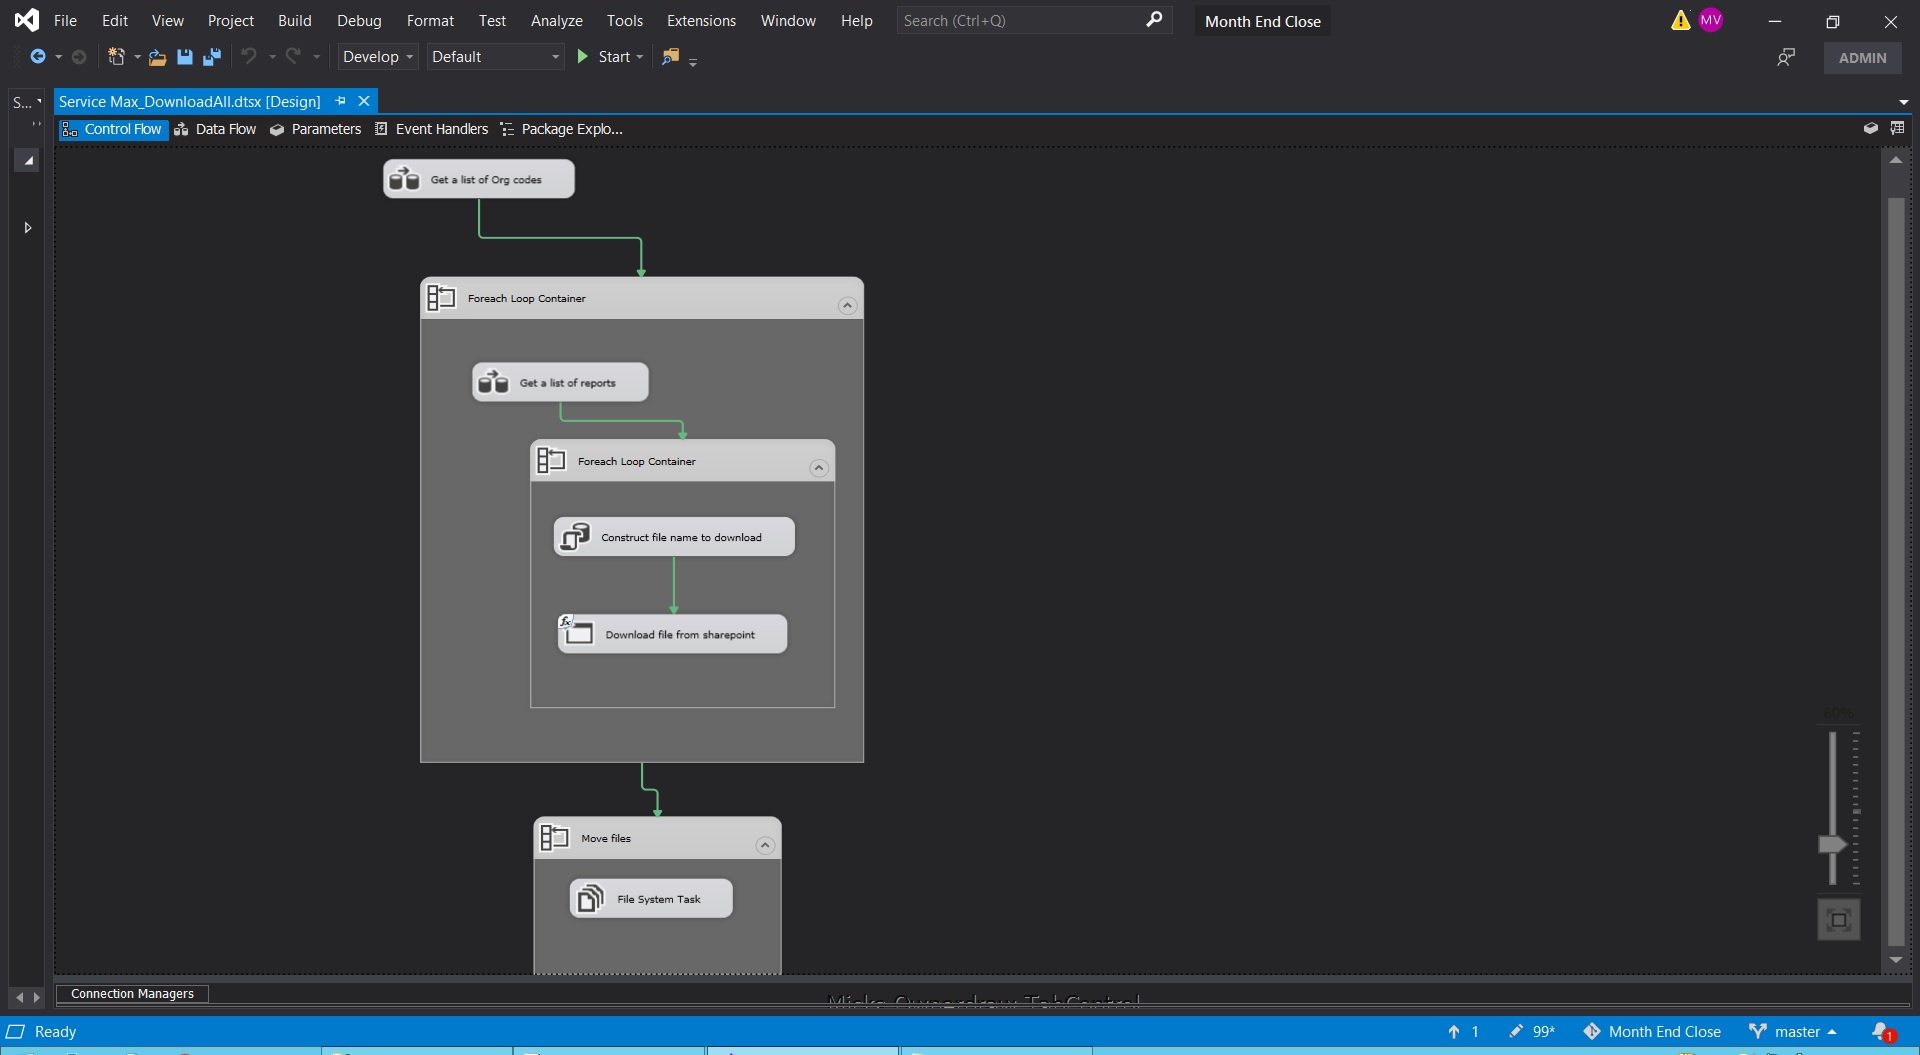 File Edit View Project Build Debug Format Test Analyze Tools Extensions Window Help Search (Ctrl+Q) Month End Close MV
Develop Default Start ADMIN
S... Service Max_DownloadAll.dtsx [Design]
Control Flow Data Flow Parameters Event Handlers Package Explo...
Get a list of Org codes
Foreach Loop Container
Get a list of reports
Foreach Loop Container
Construct file name to download
fx
Download file from sharepoint
60%
Move files
File System Task
Connection Managers
Ready 1 99* Month End Close master 1